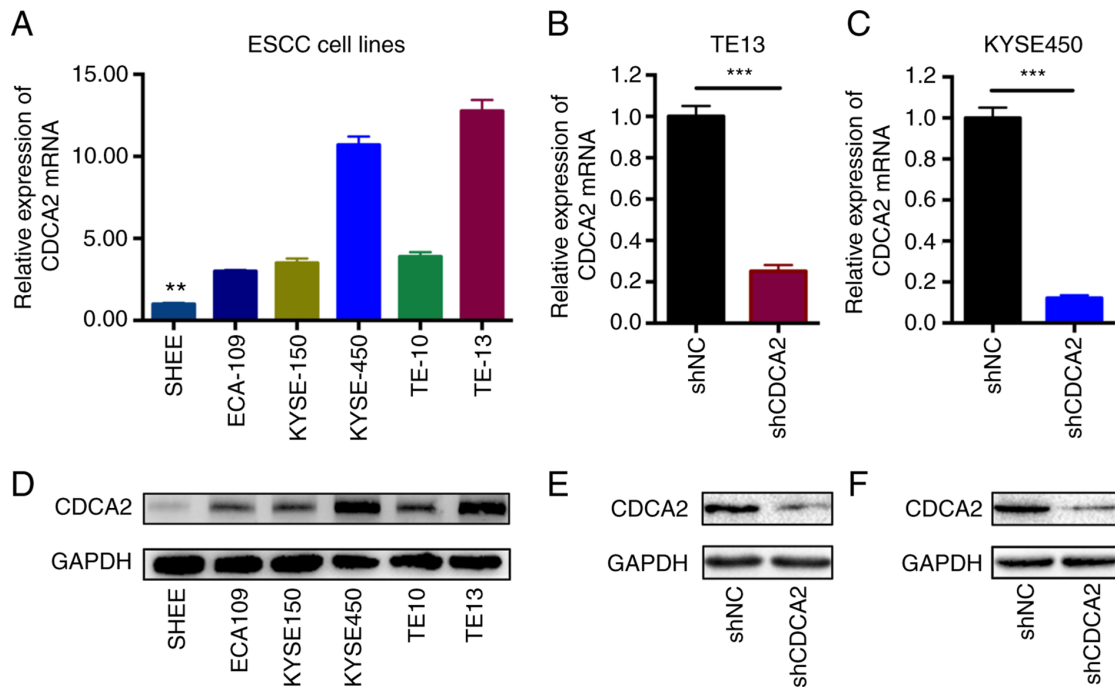 A
ESCC cell lines
Relative expression of
CDCA2 mRNA
15.00
10.00
5.00
0.00
**
SHEE
ECA-109
KYSE-150
KYSE-450
TE-10
TE-13
B
TE13
Relative expression of
CDCA2 mRNA
1.2
1.0
0.8
0.6
0.4
0.2
0.0
***
shNC
shCDCA2
C
KYSE450
Relative expression of
CDCA2 mRNA
1.2
1.0
0.8
0.6
0.4
0.2
0.0
***
shNC
shCDCA2
D
CDCA2
GAPDH
SHEE
ECA109
KYSE150
KYSE450
TE10
TE13
E
CDCA2
GAPDH
shNC
shCDCA2
F
CDCA2
GAPDH
shNC
shCDCA2